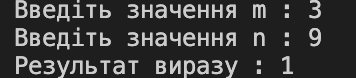 Введіть значення m : 3
Введіть значення n : 9
Результат виразу : 1